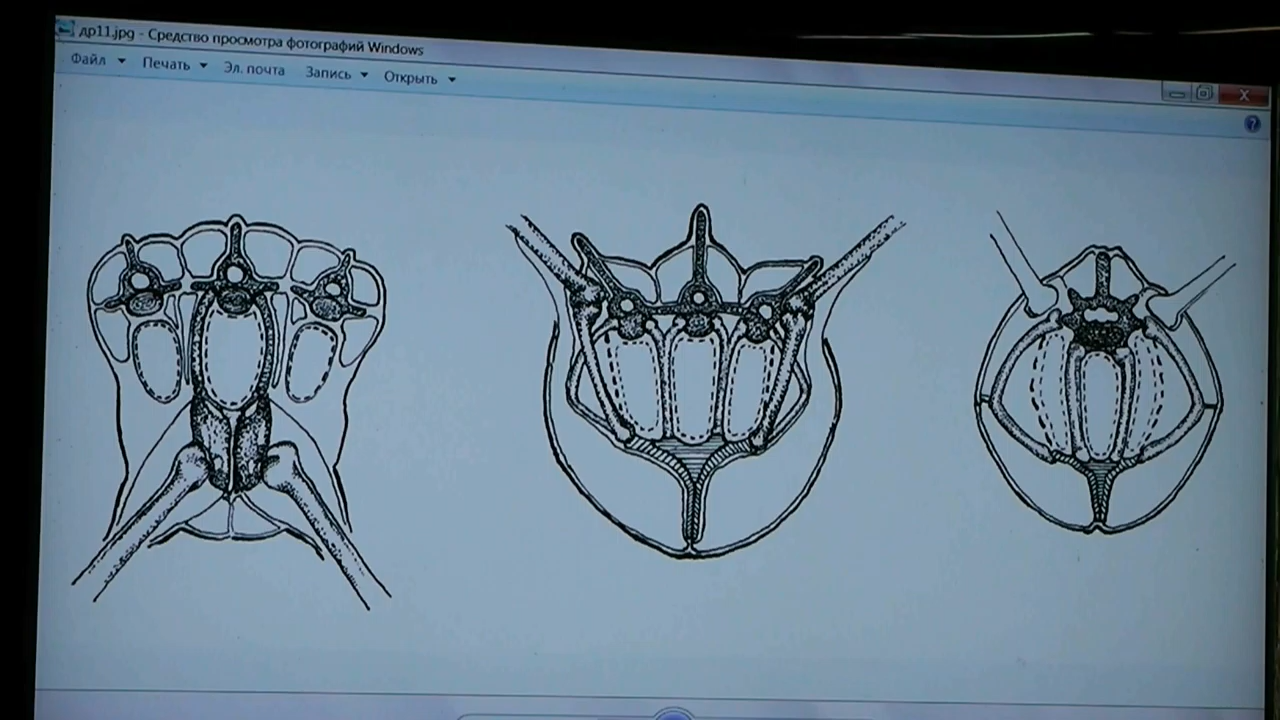 др11.jpg - Средство просмотра фотографий Windows
Файл Печать Эл. почта Запись Открыть